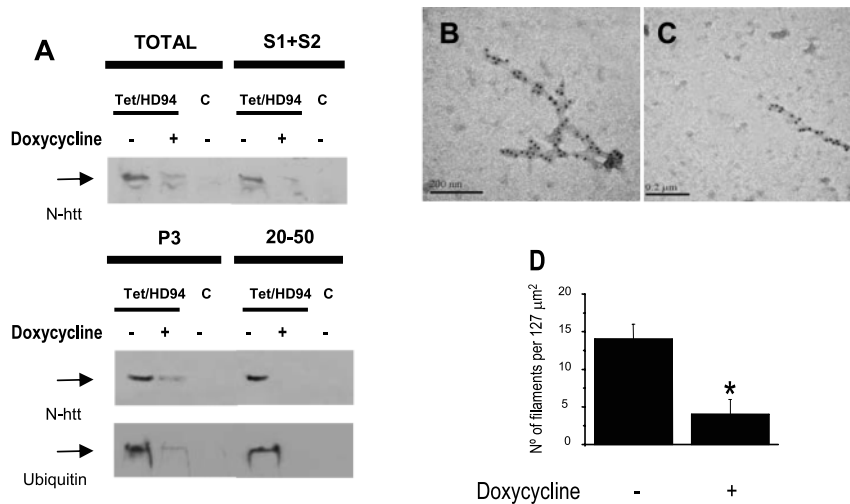 A
TOTAL S1+S2
Tet/HD94 C Tet/HD94 C
Doxycycline - + - - + -
N-htt
P3 20-50
Tet/HD94 C Tet/HD94 C
Doxycycline - + - - + -
N-htt
Ubiquitin
B
200 nm
C
0.2 μm
D
Nº of filaments per 127 μm²
20
15
10
5
0
*
Doxycycline - +